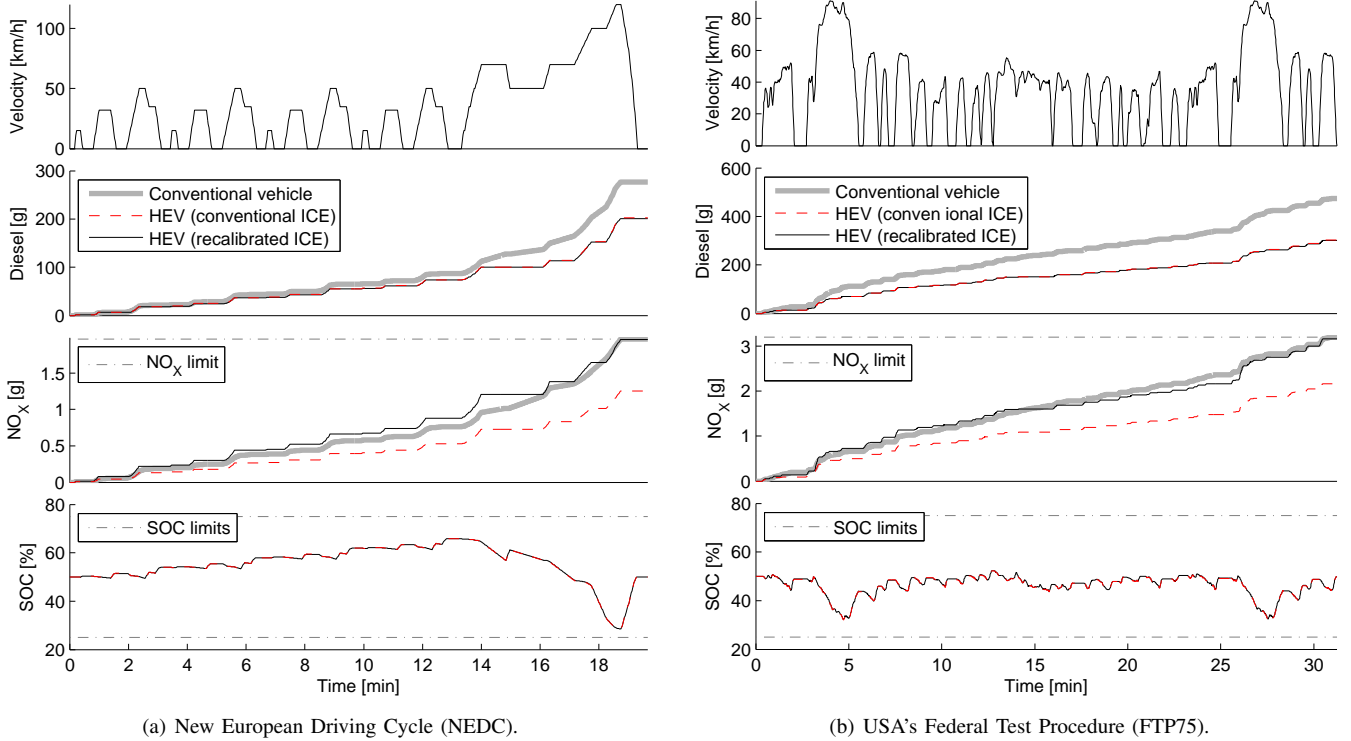 Velocity [km/h]
100
50
0
Diesel [g]
300
200
100
0
Conventional vehicle
HEV (conventional ICE)
HEV (recalibrated ICE)
NOX [g]
1.5
1
0.5
0
NOX limit
SOC [%]
80
60
40
20
SOC limits
0 2 4 6 8 10 12 14 16 18
Time [min]
(a) New European Driving Cycle (NEDC).
Velocity [km/h]
80
60
40
20
0
Diesel [g]
600
400
200
0
Conventional vehicle
HEV (conven ional ICE)
HEV (recalibrated ICE)
NOX [g]
3
2
1
0
NOX limit
SOC [%]
80
60
40
20
SOC limits
0 5 10 15 20 25 30
Time [min]
(b) USA's Federal Test Procedure (FTP75).